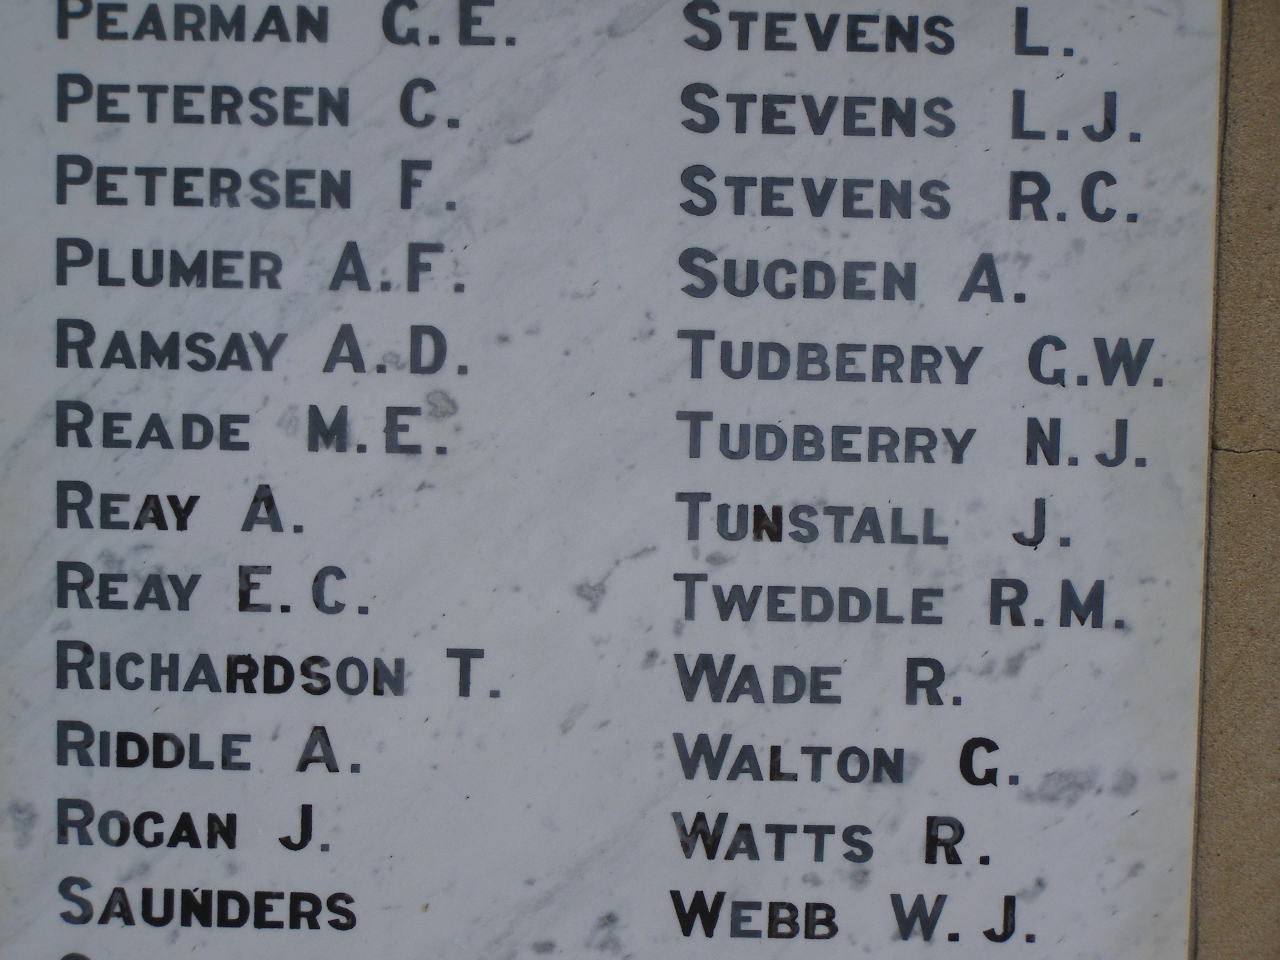 PEARMAN G.E.
PETERSEN C.
PETERSEN F.
PLUMER A.F.
RAMSAY A.D.
READE M.E.
REAY A.
REAY E.C.
RICHARDSON T.
RIDDLE A.
ROGAN J.
SAUNDERS
STEVENS L.
STEVENS L.J.
STEVENS R.C.
SUGDEN A.
TUDBERRY G.W.
TUDBERRY N.J.
TUNSTALL J.
TWEDDLE R.M.
WADE R.
WALTON G.
WATTS R.
WEBB W.J.